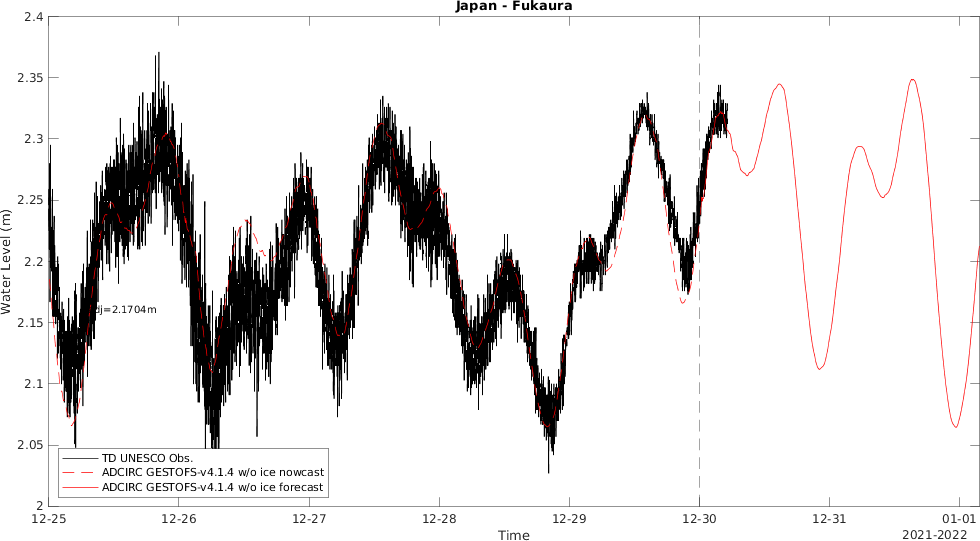 Japan - Fukaura
2.4
2.35
2.3
2.25
2.2
2.15
2.1
2.05
2
Water Level (m)
dj=2.1704m
TD UNESCO Obs.
ADCIRC GESTOFS-v4.1.4 w/o ice nowcast
ADCIRC GESTOFS-v4.1.4 w/o ice forecast
12-25 12-26 12-27 12-28 12-29 12-30 12-31 01-01
Time
2021-2022